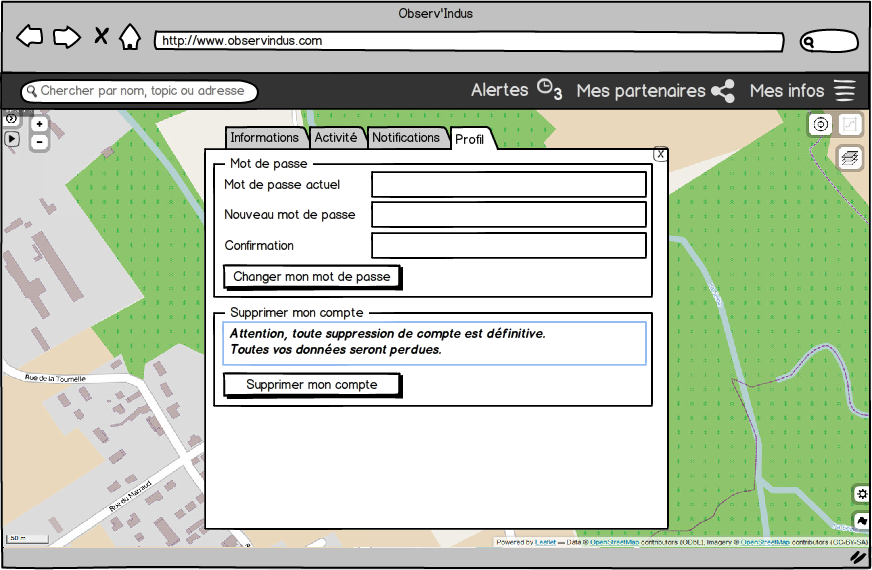 Observ'Indus
http://www.observindus.com
Chercher par nom, topic ou adresse
Alertes 3 Mes partenaires Mes infos
+
−
Informations Activité Notifications Profil
X
Mot de passe
Mot de passe actuel
Nouveau mot de passe
Confirmation
Changer mon mot de passe
Supprimer mon compte
Attention, toute suppression de compte est définitive.
Toutes vos données seront perdues.
Supprimer mon compte
Rue de la Tournelle
Rue du Marraud
50 m
Powered by Leaflet — Data © OpenStreetMap contributors (ODbL), Imagery © OpenStreetMap contributors (CC-BY-SA)